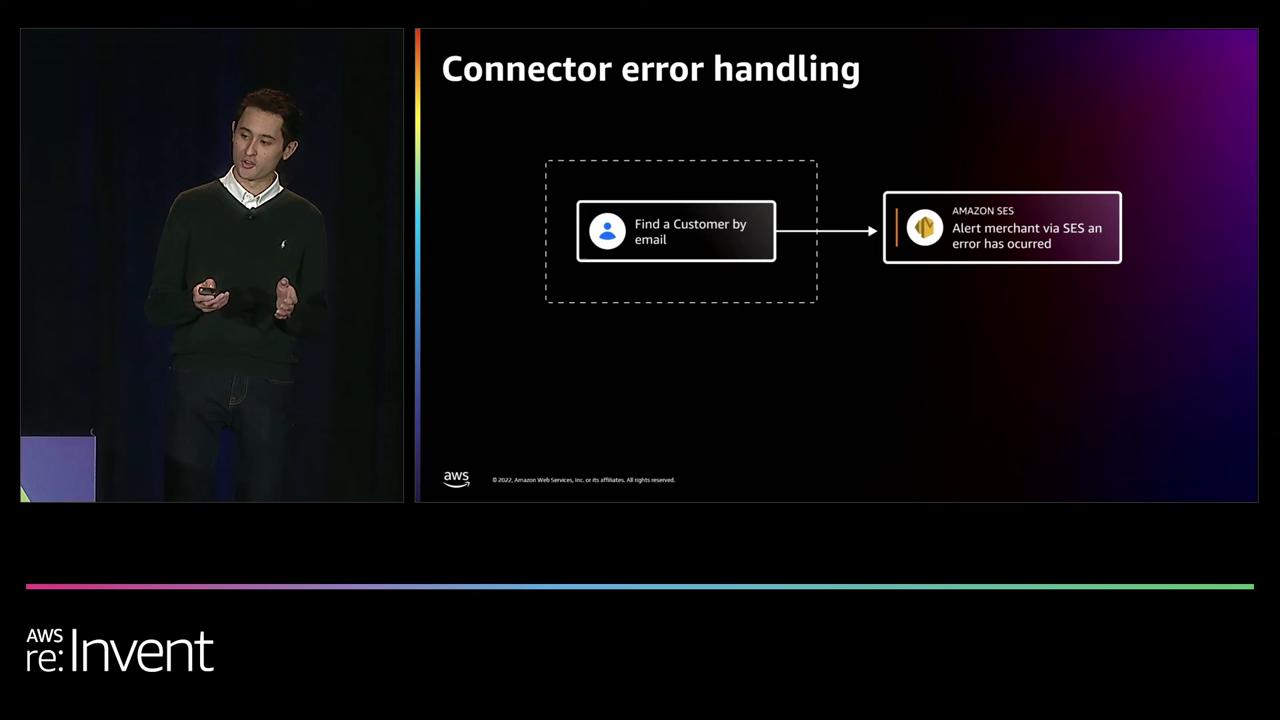 Connector error handling
Find a Customer by
email
AMAZON SES
Alert merchant via SES an
error has ocurred
aws
© 2022, Amazon Web Services, Inc. or its affiliates. All rights reserved.
AWS
re:Invent